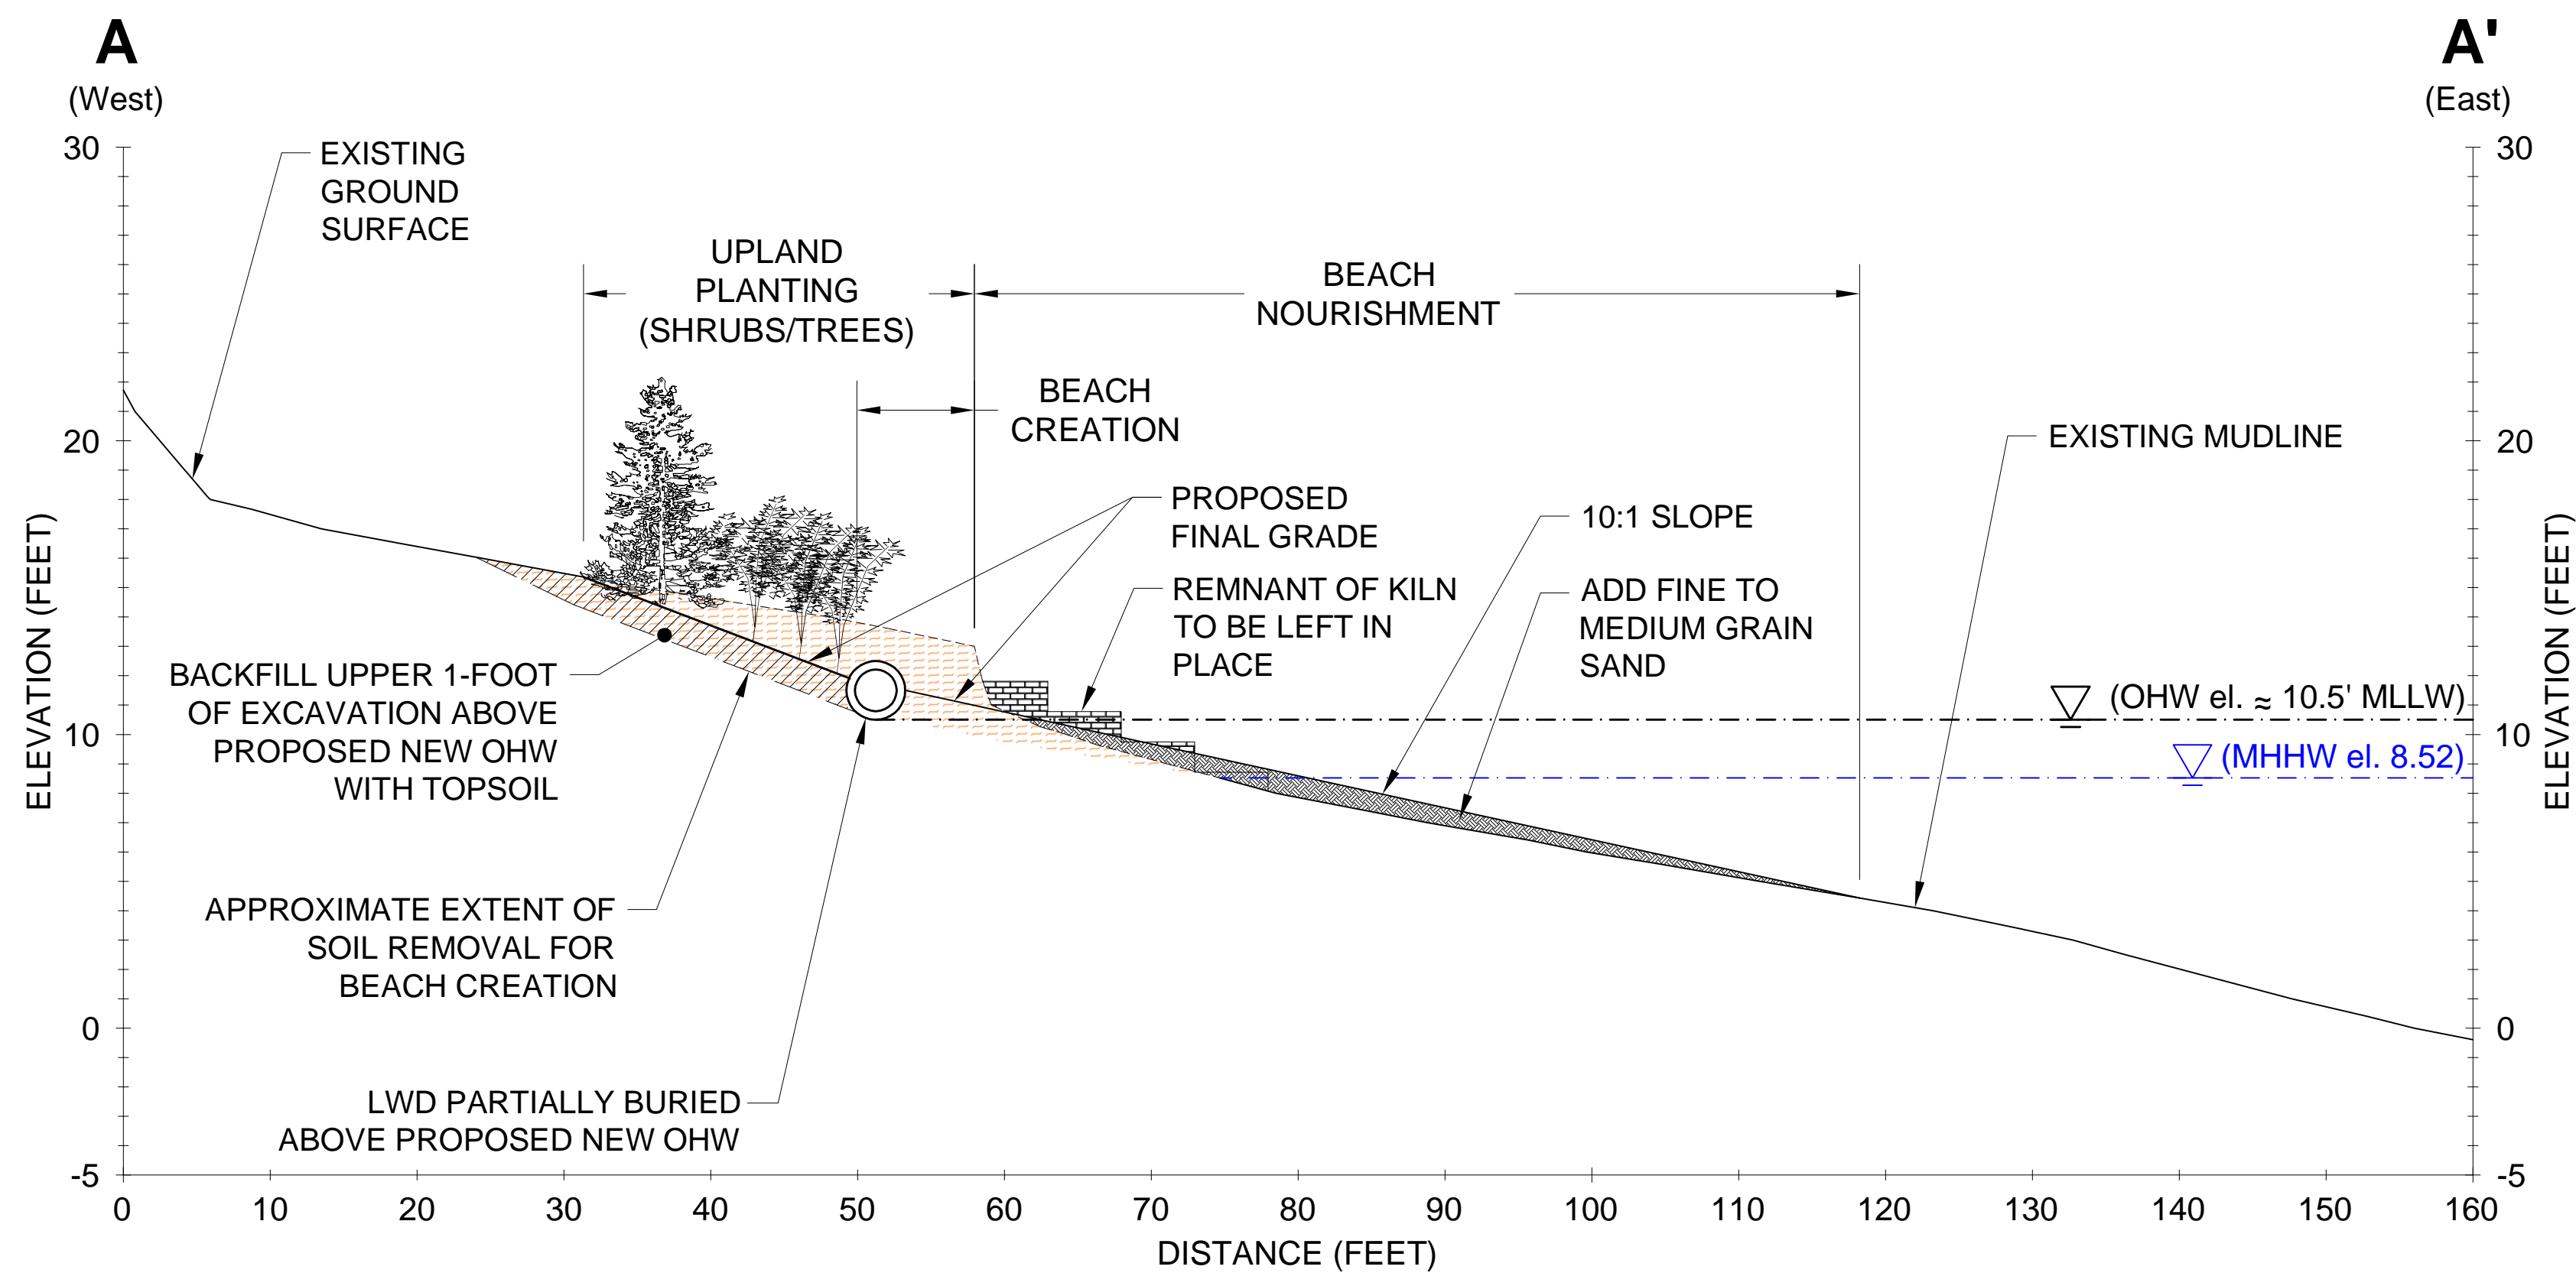 A
(West)
A'
(East)
30
20
10
0
-5
ELEVATION (FEET)
EXISTING
GROUND
SURFACE
UPLAND
PLANTING
(SHRUBS/TREES)
BEACH
NOURISHMENT
BEACH
CREATION
EXISTING MUDLINE
PROPOSED
FINAL GRADE
10:1 SLOPE
REMNANT OF KILN
TO BE LEFT IN
PLACE
ADD FINE TO
MEDIUM GRAIN
SAND
BACKFILL UPPER 1-FOOT
OF EXCAVATION ABOVE
PROPOSED NEW OHW
WITH TOPSOIL
(OHW el. ≈ 10.5' MLLW)
(MHHW el. 8.52)
APPROXIMATE EXTENT OF
SOIL REMOVAL FOR
BEACH CREATION
LWD PARTIALLY BURIED
ABOVE PROPOSED NEW OHW
30
20
10
0
-5
ELEVATION (FEET)
0 10 20 30 40 50 60 70 80 90 100 110 120 130 140 150 160
DISTANCE (FEET)